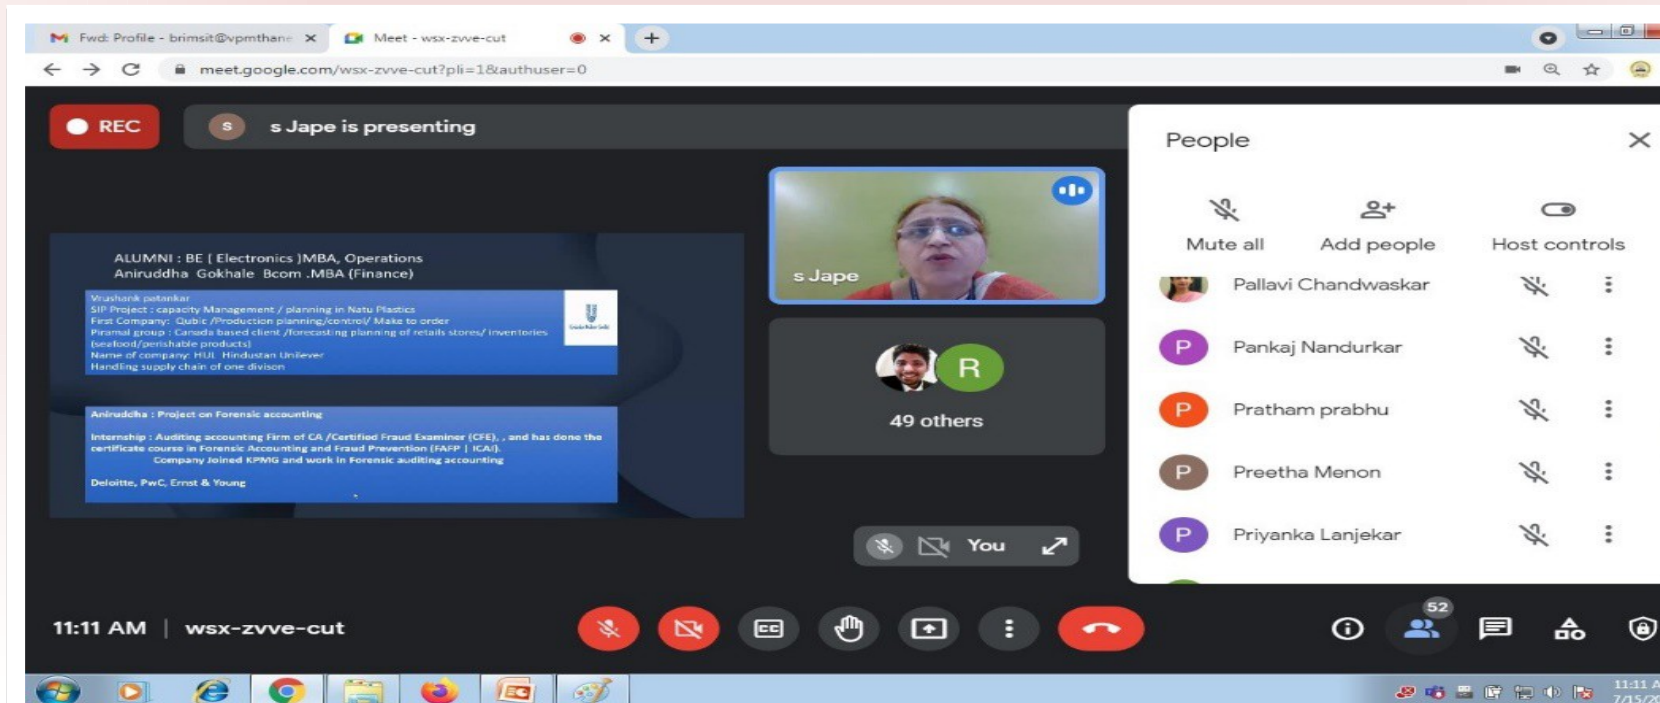 Fwd: Profile - brimsit@vpmthane
Meet - wsx-zvve-cut
meet.google.com/wsx-zvve-cut?pli=1&authuser=0
REC
s
s Jape is presenting
People
Mute all
Add people
Host controls
ALUMNI : BE [ Electronics )MBA, Operations
Aniruddha Gokhale Bcom .MBA (Finance)
Vrushank patankar
SIP Project : capacity Management / planning in Natu Plastics
First Company: Qubic /Production planning/control/ Make to order
Piramal group : Canada based client /forecasting planning of retails stores/ inventories
(seafood/perishable products)
Name of company: HUL Hindustan Unilever
Handling supply chain of one divison
Aniruddha : Project on Forensic accounting
Internship : Auditing accounting Firm of CA /Certified Fraud Examiner (CFE), , and has done the
certificate course in Forensic Accounting and Fraud Prevention (FAFP | ICAI).
Company Joined KPMG and work in Forensic auditing accounting
Deloitte, PwC, Ernst & Young
s Jape
R
49 others
You
Pallavi Chandwaskar
P
Pankaj Nandurkar
P
Pratham prabhu
P
Preetha Menon
P
Priyanka Lanjekar
11:11 AM | wsx-zvve-cut
CC
52
11:11 A
7/15/20